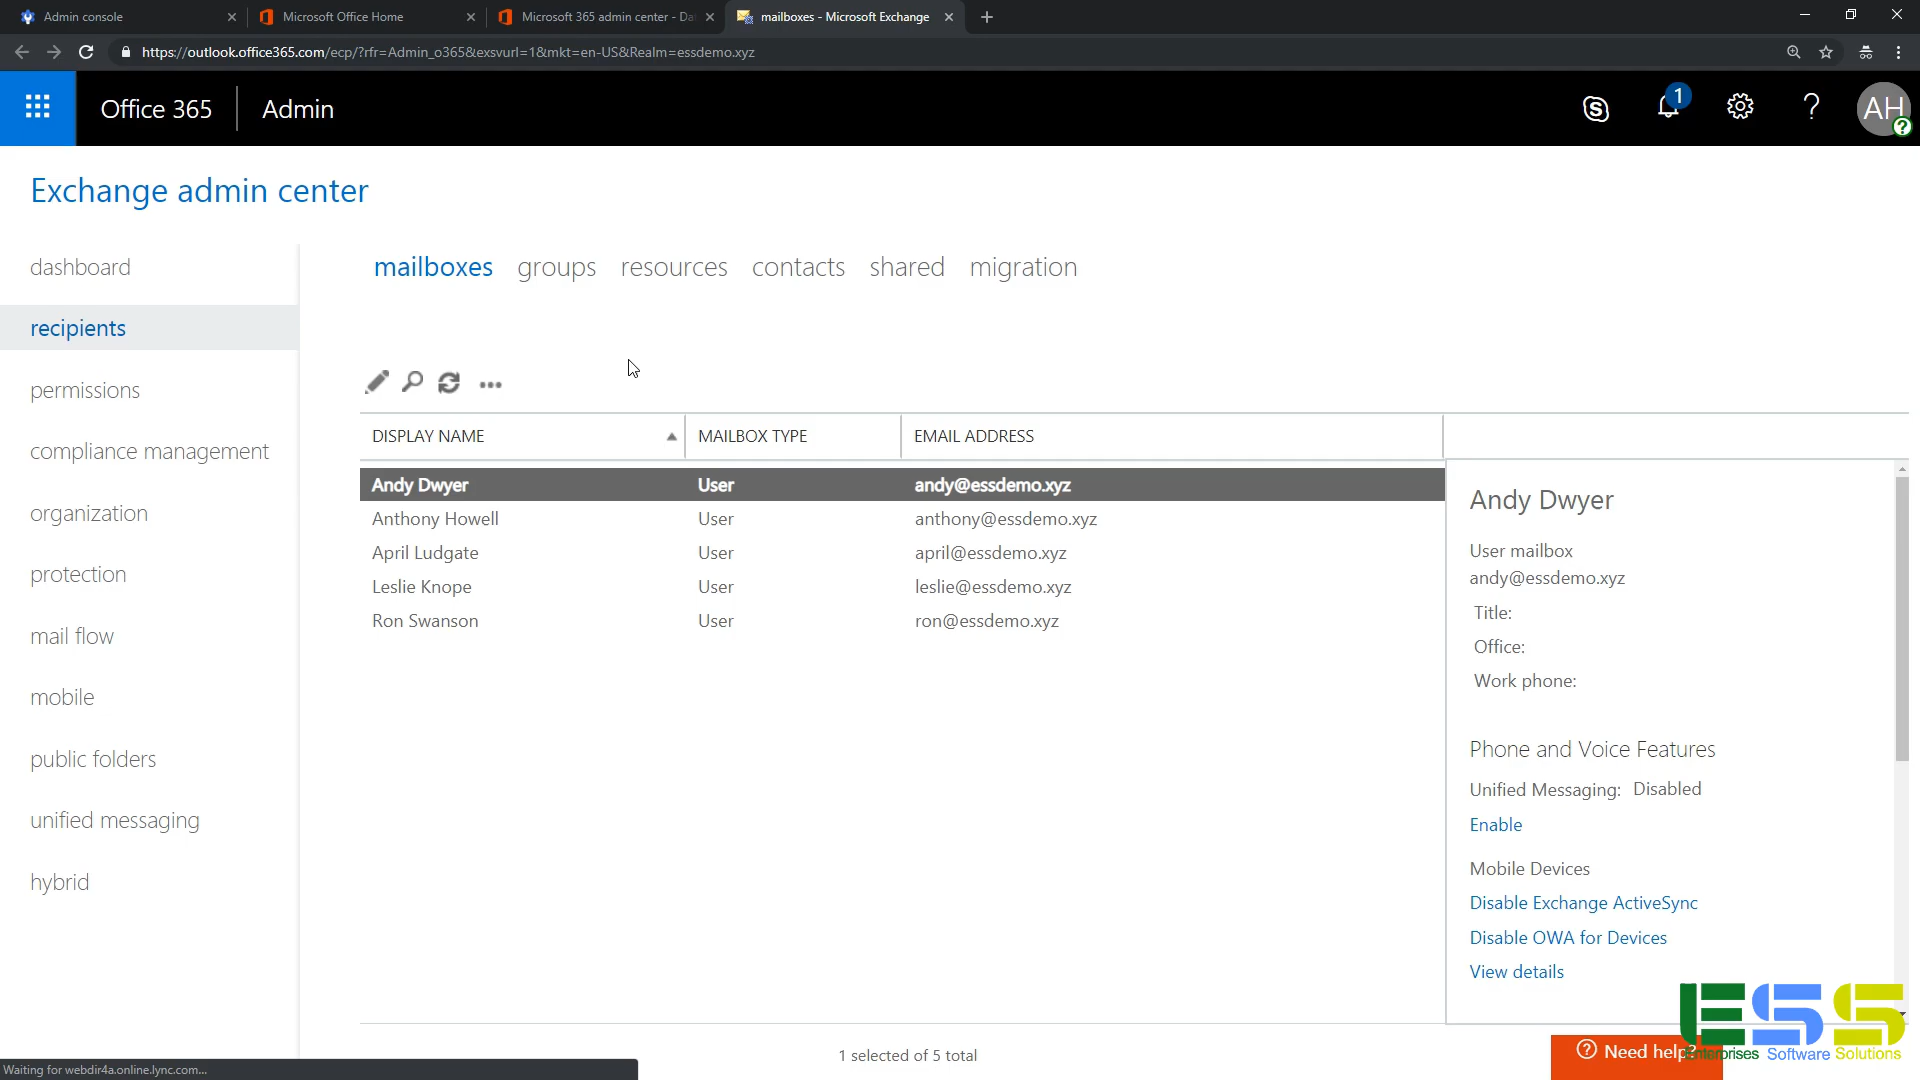 Admin console
Microsoft Office Home
Microsoft 365 admin center - Da
mailboxes - Microsoft Exchange
https://outlook.office365.com/ecp/?rfr=Admin_o365&exsvurl=1&mkt=en-US&Realm=essdemo.xyz
Office 365
Admin
1
AH
Exchange admin center
dashboard
recipients
permissions
compliance management
organization
protection
mail flow
mobile
public folders
unified messaging
hybrid
mailboxes groups resources contacts shared migration
DISPLAY NAME MAILBOX TYPE EMAIL ADDRESS
Andy Dwyer User andy@essdemo.xyz
Anthony Howell User anthony@essdemo.xyz
April Ludgate User april@essdemo.xyz
Leslie Knope User leslie@essdemo.xyz
Ron Swanson User ron@essdemo.xyz
Andy Dwyer
User mailbox
andy@essdemo.xyz
Title:
Office:
Work phone:
Phone and Voice Features
Unified Messaging: Disabled
Enable
Mobile Devices
Disable Exchange ActiveSync
Disable OWA for Devices
View details
1 selected of 5 total
Need help?
ESS
Enterprises Software Solutions
Waiting for webdir4a.online.lync.com...